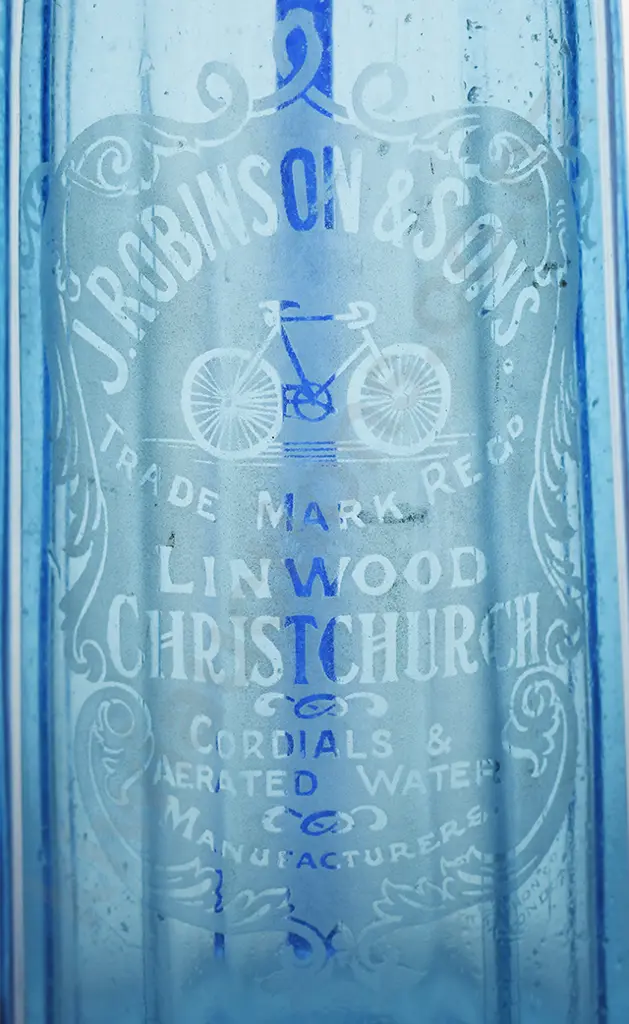 J. ROBINSON & SONS.
TRADE MARK REGD
LINWOOD
CHRISTCHURCH
CORDIALS &
AERATED WATER
MANUFACTURERS